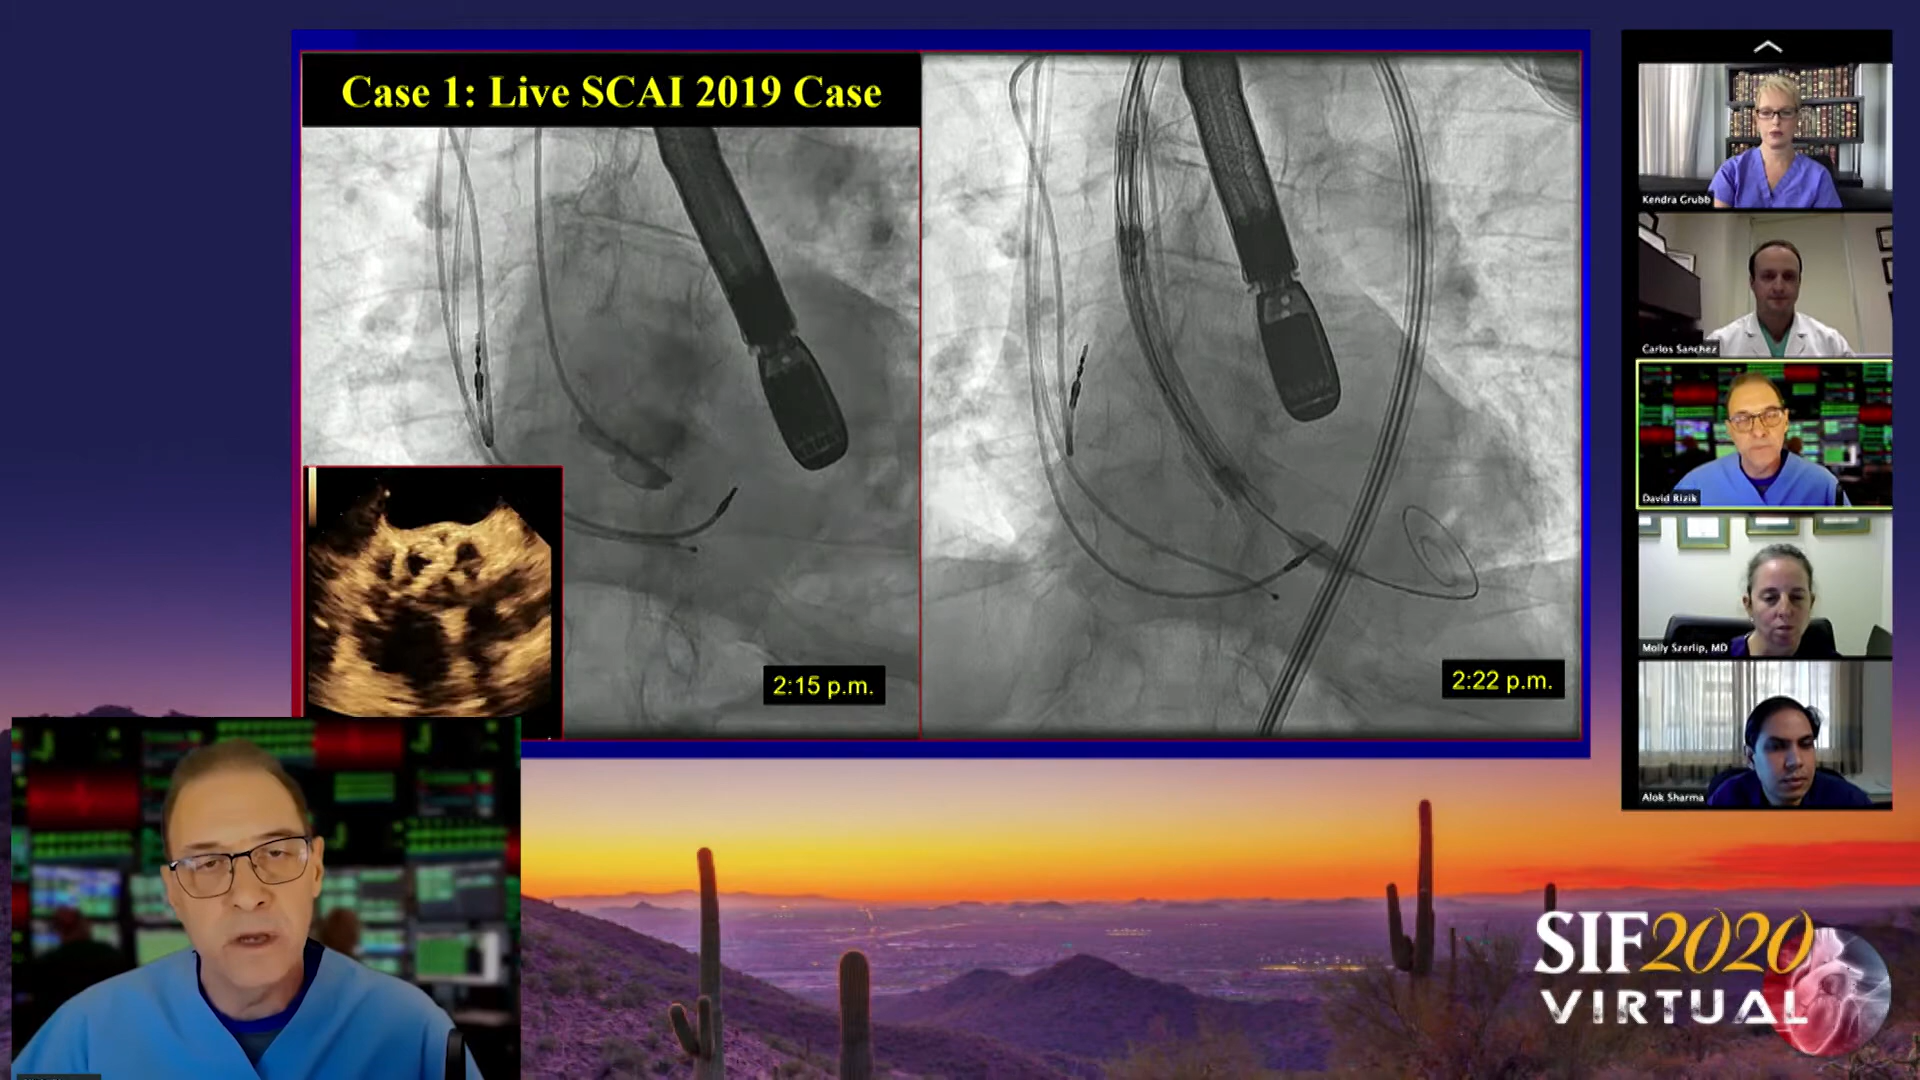 Case 1: Live SCAI 2019 Case
2:15 p.m.
2:22 p.m.
Kendra Grubb
Carlos Sanchez
David Rizik
Molly Szerlip, MD
Alok Sharma
SIF2020
VIRTUAL